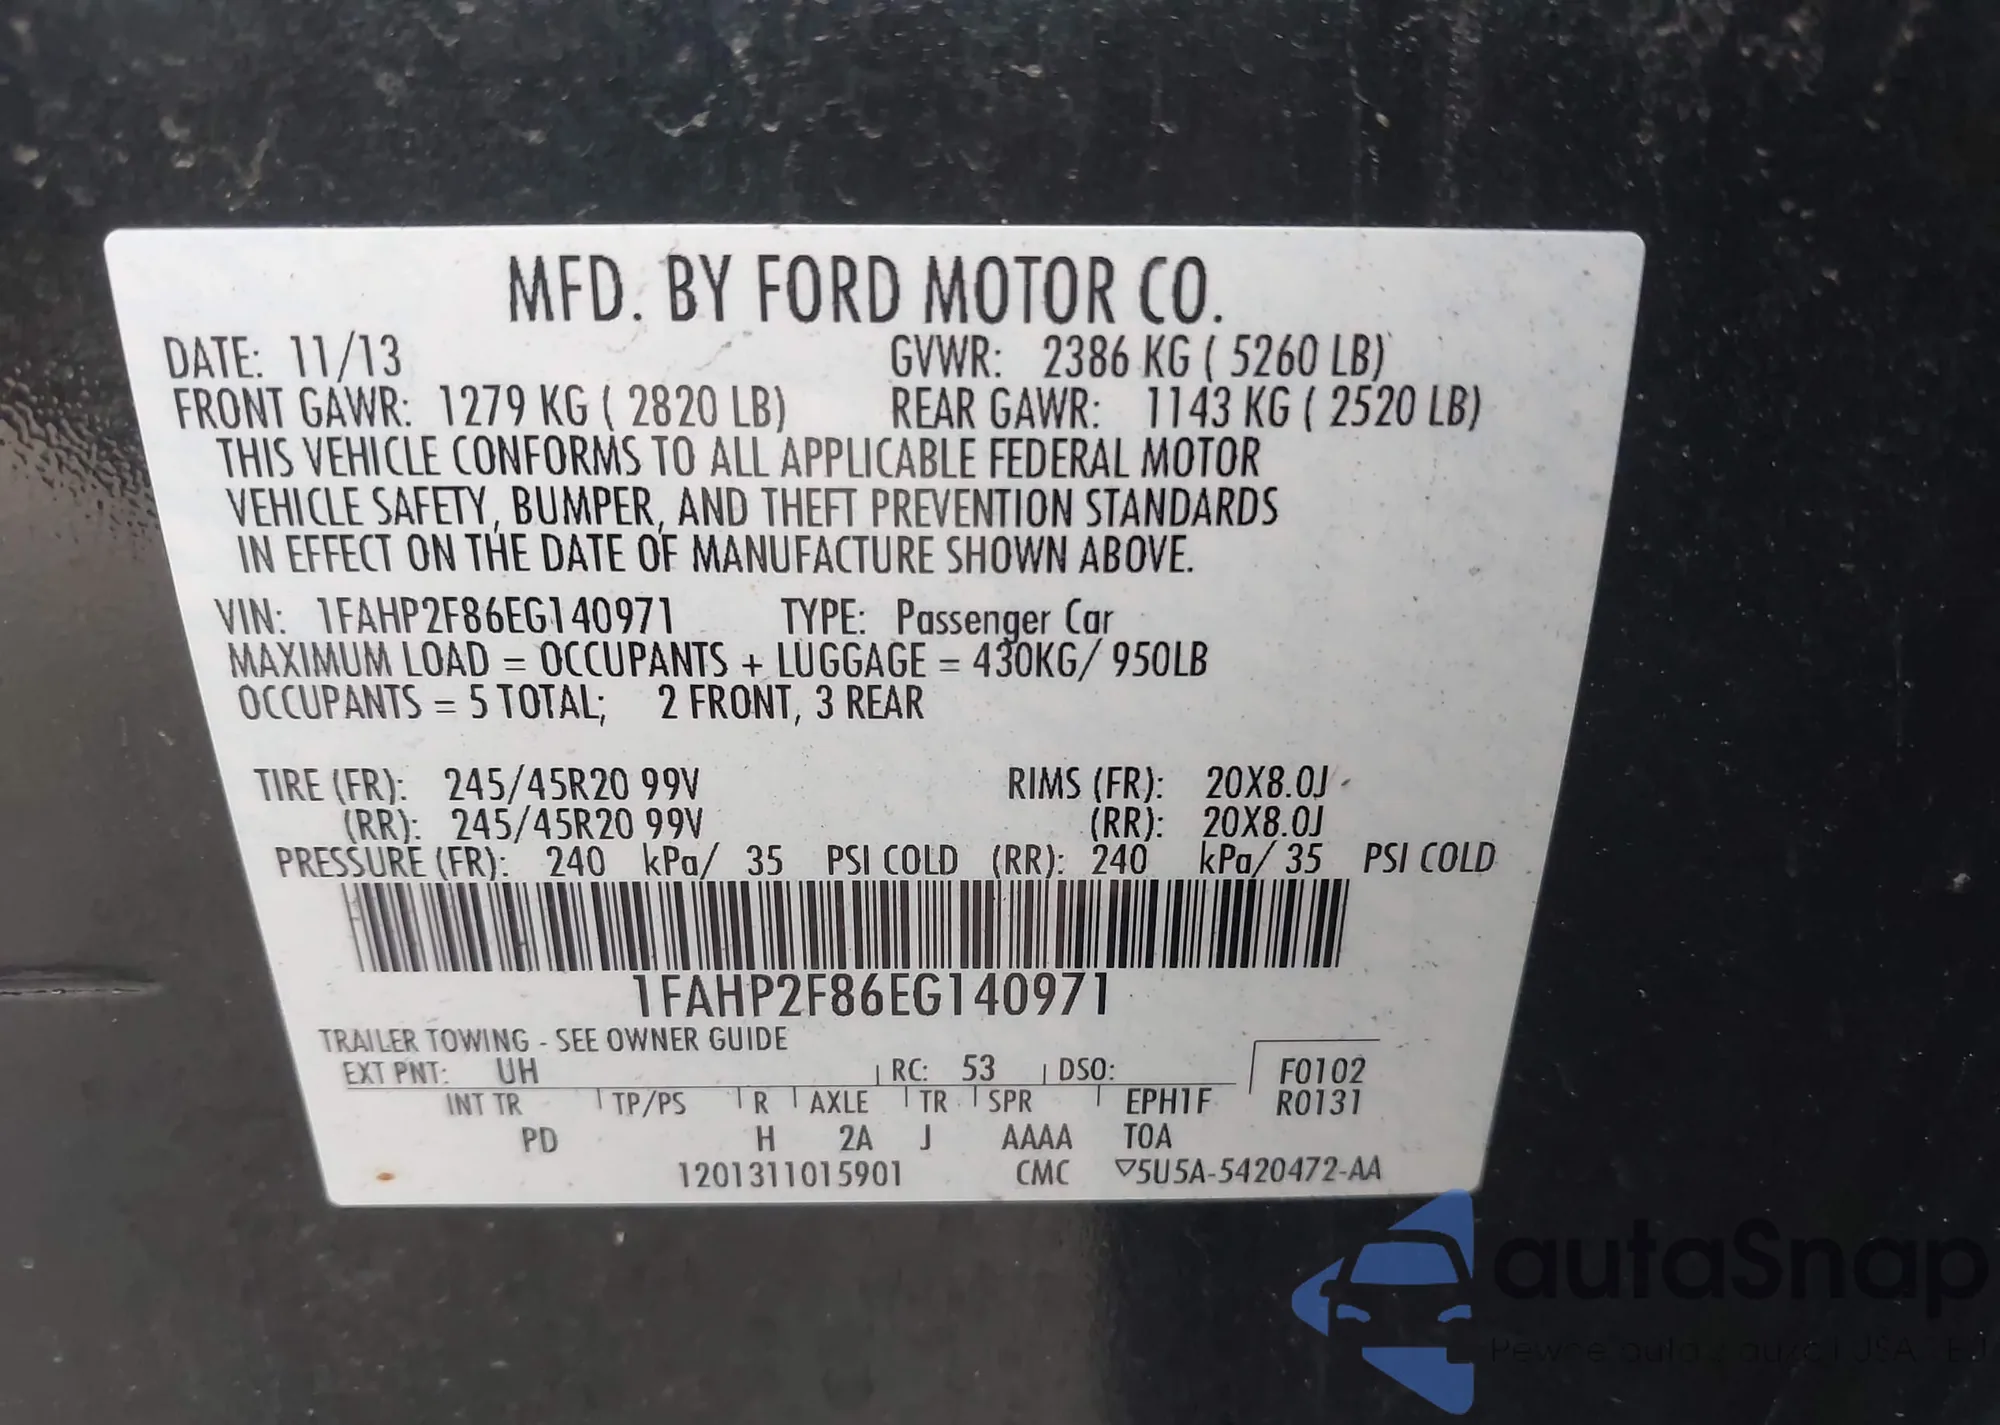 MFD. BY FORD MOTOR CO.
DATE: 11/13 GVWR: 2386 KG ( 5260 LB)
FRONT GAWR: 1279 KG ( 2820 LB) REAR GAWR: 1143 KG ( 2520 LB)
THIS VEHICLE CONFORMS TO ALL APPLICABLE FEDERAL MOTOR
VEHICLE SAFETY, BUMPER, AND THEFT PREVENTION STANDARDS
IN EFFECT ON THE DATE OF MANUFACTURE SHOWN ABOVE.
VIN: 1FAHP2F86EG140971 TYPE: Passenger Car
MAXIMUM LOAD = OCCUPANTS + LUGGAGE = 430KG/ 950LB
OCCUPANTS = 5 TOTAL; 2 FRONT, 3 REAR
TIRE (FR): 245/45R20 99V RIMS (FR): 20X8.0J
(RR): 245/45R20 99V (RR): 20X8.0J
PRESSURE (FR): 240 kPa/ 35 PSI COLD (RR): 240 kPa/ 35 PSI COLD
1FAHP2F86EG140971
TRAILER TOWING - SEE OWNER GUIDE
EXT PNT: UH RC: 53 DSO: F0102
INT TR TP/PS R AXLE TR SPR EPH1F R0131
PD H 2A J AAAA TOA
1201311015901 CMC ▽5U5A-5420472-AA
autaSnap
Pewne auto z USA